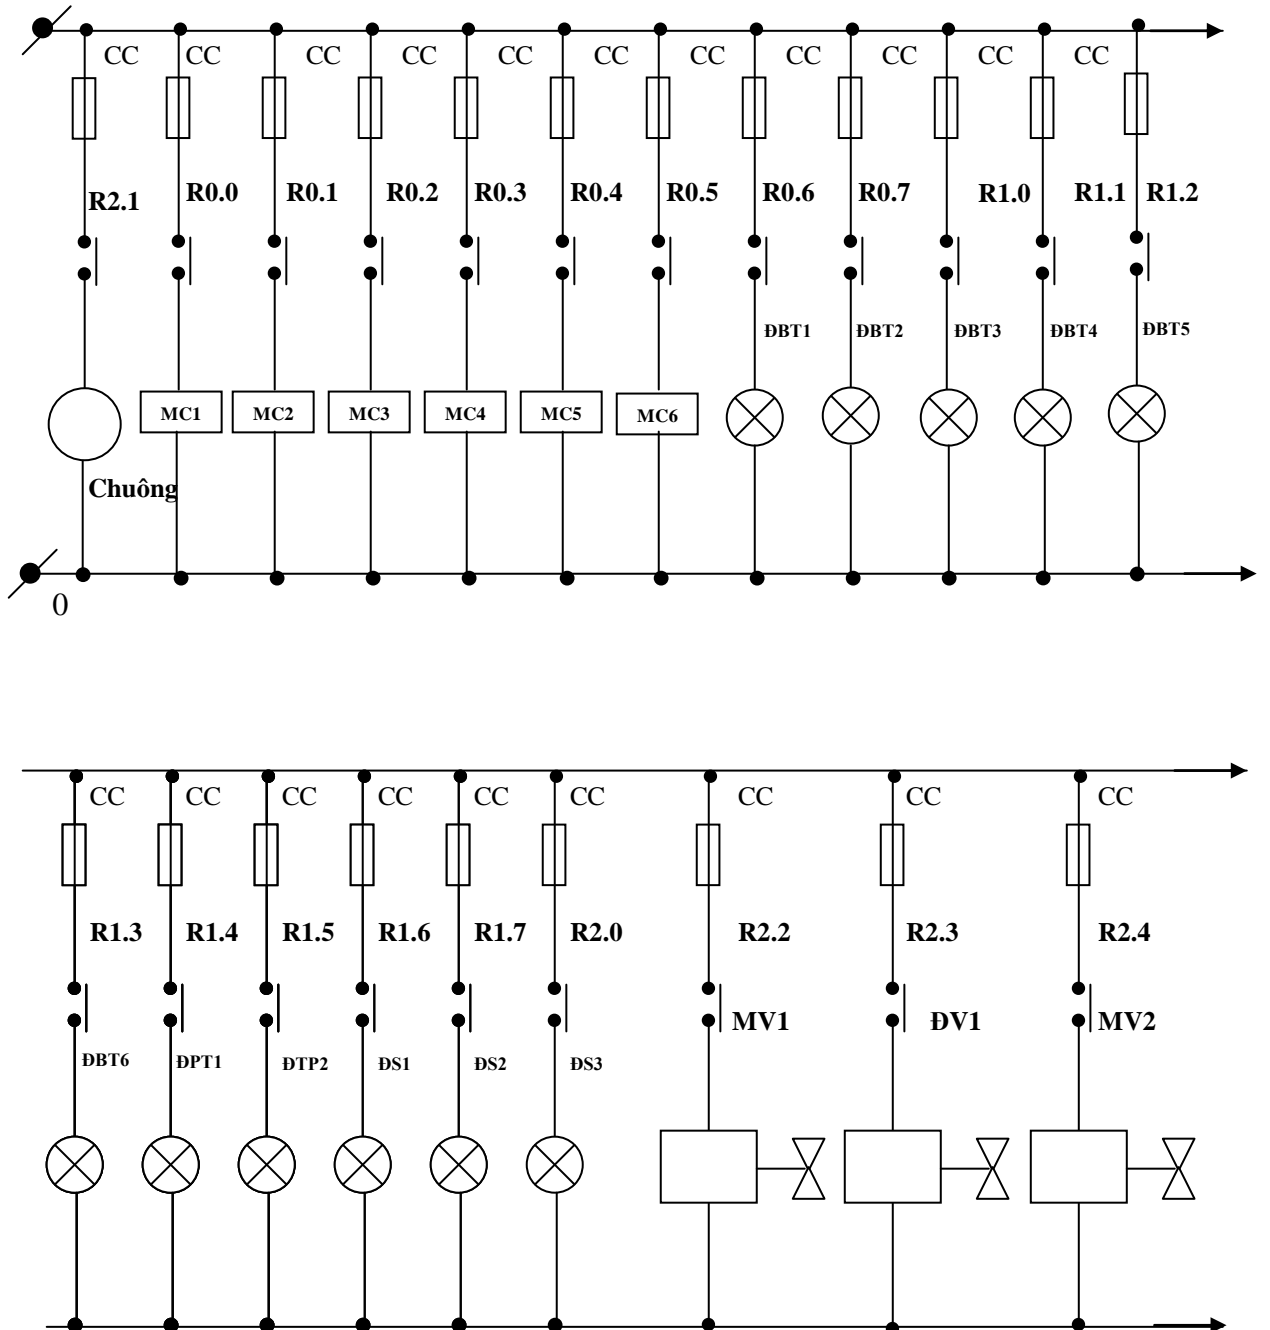 CC CC CC CC CC CC CC CC CC CC CC
R2.1 R0.0 R0.1 R0.2 R0.3 R0.4 R0.5 R0.6 R0.7 R1.0 R1.1 R1.2
ĐBT1 ĐBT2 ĐBT3 ĐBT4 ĐBT5
MC1 MC2 MC3 MC4 MC5 MC6
Chuông
0
CC CC CC CC CC CC CC CC CC
R1.3 R1.4 R1.5 R1.6 R1.7 R2.0 R2.2 R2.3 R2.4
MV1 ĐV1 MV2
ĐBT6 ĐPT1 ĐTP2 ĐS1 ĐS2 ĐS3